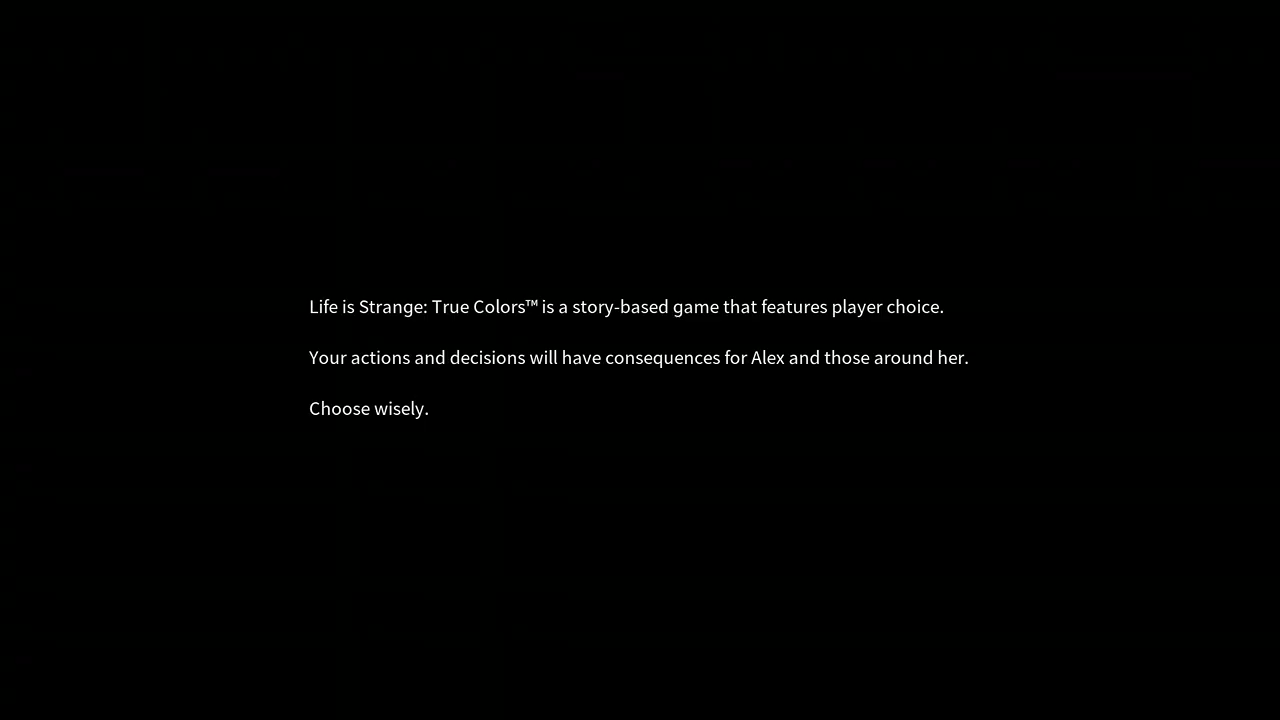 Life is Strange: True Colors™ is a story-based game that features player choice.
Your actions and decisions will have consequences for Alex and those around her.
Choose wisely.